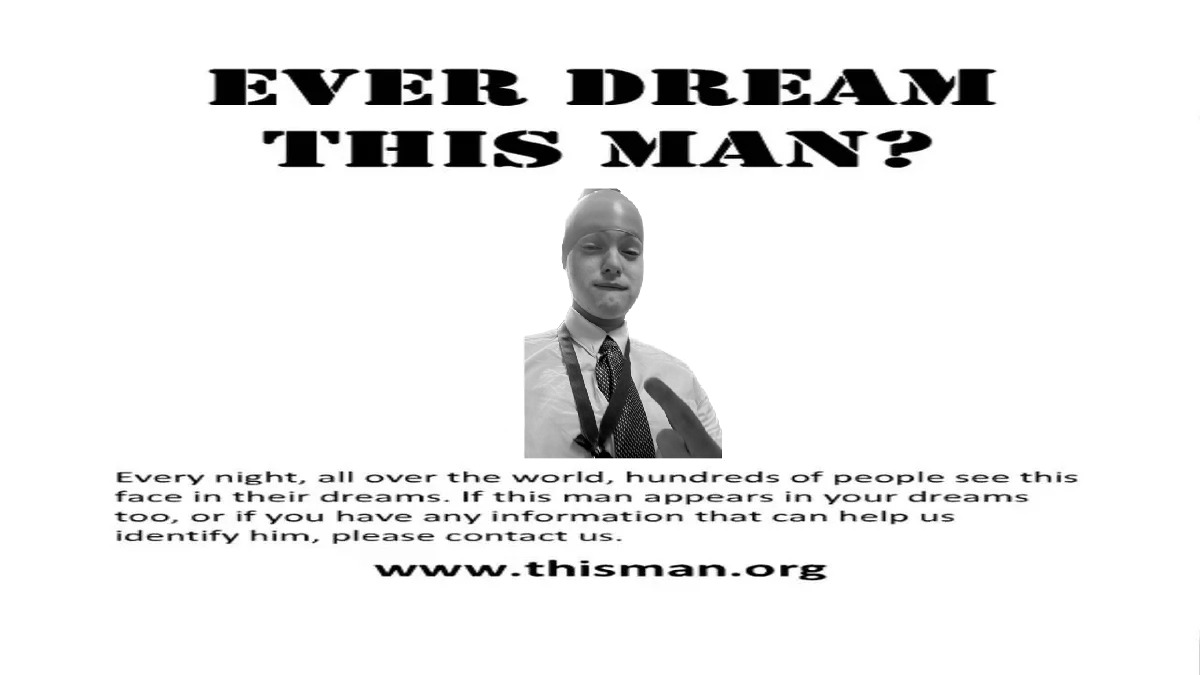 EVER DREAM
THIS MAN?
Every night, all over the world, hundreds of people see this
face in their dreams. If this man appears in your dreams
too, or if you have any information that can help us
identify him, please contact us.
www.thisman.org